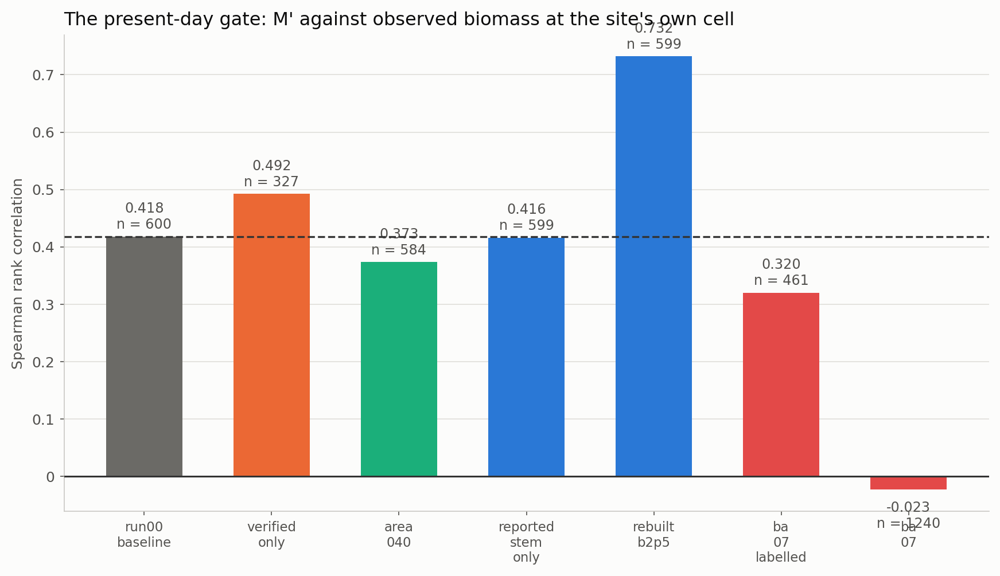 The present-day gate: M' against observed biomass at the site's own cell
Spearman rank correlation
0.7
0.6
0.5
0.4
0.3
0.2
0.1
0
0.418
n = 600
0.492
n = 327
0.373
n = 584
0.416
n = 599
0.732
n = 599
0.320
n = 461
-0.023
n = 1240
run00
baseline
verified
only
area
040
reported
stem
only
rebuilt
b2p5
ba
07
labelled
ba
07